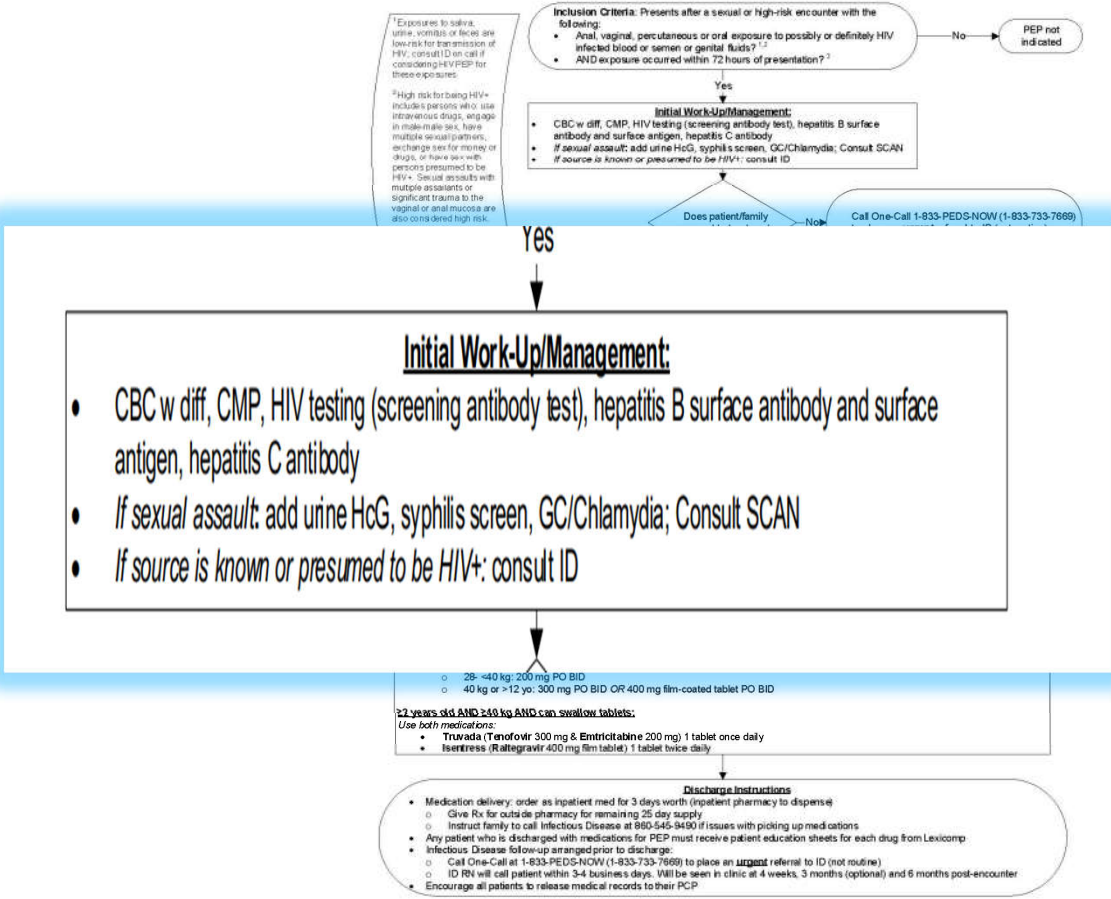 ¹Exposures to saliva,
urine, vomitus or feces are
low-risk for transmission of
HIV; consult ID on call if
considering HIV PEP for
these exposures.
²High risk for being HIV+
includes persons who: use
intravenous drugs, engage
in male-male sex, have
multiple sexual partners,
exchange sex for money or
drugs, or have sex with
persons presumed to be
HIV+. Sexual assaults with
multiple assailants or
significant trauma to the
vaginal or anal mucosa are
also considered high risk.
Inclusion Criteria: Presents after a sexual or high-risk encounter with the
following:
• Anal, vaginal, percutaneous or oral exposure to possibly or definitely HIV
infected blood or semen or genital fluids? ¹,²
• AND exposure occurred within 72 hours of presentation? ³
No
PEP not
indicated
Yes
Initial Work-Up/Management:
• CBC w diff, CMP, HIV testing (screening antibody test), hepatitis B surface
antibody and surface antigen, hepatitis C antibody
• If sexual assault: add urine HcG, syphilis screen, GC/Chlamydia; Consult SCAN
• If source is known or presumed to be HIV+: consult ID
Does patient/family
No
Call One-Call 1-833-PEDS-NOW (1-833-733-7669)
Yes
Initial Work-Up/Management:
• CBC w diff, CMP, HIV testing (screening antibody test), hepatitis B surface antibody and surface
antigen, hepatitis C antibody
• If sexual assault: add urine HcG, syphilis screen, GC/Chlamydia; Consult SCAN
• If source is known or presumed to be HIV+: consult ID
○ 28- <40 kg: 200 mg PO BID
○ 40 kg or >12 yo: 300 mg PO BID OR 400 mg film-coated tablet PO BID
≥2 years old AND ≥40 kg AND can swallow tablets:
Use both medications:
• Truvada (Tenofovir 300 mg & Emtricitabine 200 mg) 1 tablet once daily
• Isentress (Raltegravir 400 mg film tablet) 1 tablet twice daily
Discharge Instructions
• Medication delivery: order as inpatient med for 3 days worth (inpatient pharmacy to dispense)
○ Give Rx for outside pharmacy for remaining 25 day supply
○ Instruct family to call Infectious Disease at 860-545-9490 if issues with picking up medications
• Any patient who is discharged with medications for PEP must receive patient education sheets for each drug from Lexicomp
• Infectious Disease follow-up arranged prior to discharge:
○ Call One-Call at 1-833-PEDS-NOW (1-833-733-7669) to place an urgent referral to ID (not routine)
○ ID RN will call patient within 3-4 business days. Will be seen in clinic at 4 weeks, 3 months (optional) and 6 months post-encounter
• Encourage all patients to release medical records to their PCP